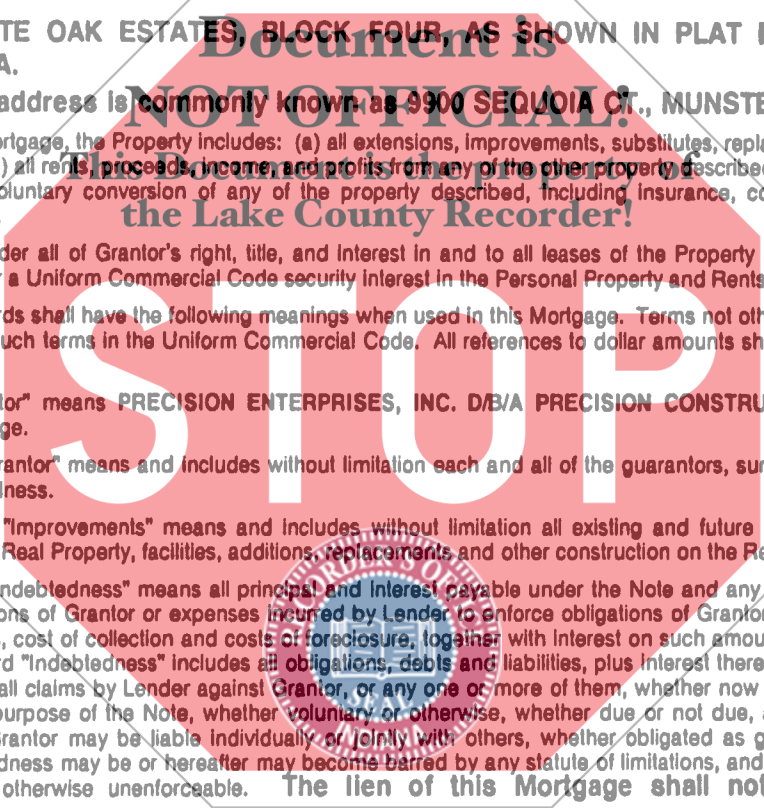 TE OAK ESTATES, BLOCK FOUR, AS SHOWN IN PLAT
A.
address is commonly known as 9900 SEQUOIA CT., MUNSTE
ortgage, the Property includes: (a) all extensions, improvements, substitutes, repla
) all rents, proceeds, income, and profits from any of the other property described
oluntary conversion of any of the property described, including insurance, co
der all of Grantor's right, title, and interest in and to all leases of the Property
r a Uniform Commercial Code security interest in the Personal Property and Rents
rds shall have the following meanings when used in this Mortgage. Terms not oth
uch terms in the Uniform Commercial Code. All references to dollar amounts sh
tor" means PRECISION ENTERPRISES, INC. D/B/A PRECISION CONSTRU
ge.
rantor" means and includes without limitation each and all of the guarantors, sur
dness.
"Improvements" means and includes without limitation all existing and future
Real Property, facilities, additions, replacements and other construction on the Re
ndebtedness" means all principal and interest payable under the Note and any
ons of Grantor or expenses incurred by Lender to enforce obligations of Grantor
, cost of collection and costs of foreclosure, together with interest on such amou
rd "Indebtedness" includes all obligations, debts and liabilities, plus interest there
all claims by Lender against Grantor, or any one or more of them, whether now
purpose of the Note, whether voluntary or otherwise, whether due or not due, a
Grantor may be liable individually or jointly with others, whether obligated as g
dness may be or hereafter may become barred by any statute of limitations, and
otherwise unenforceable. The lien of this Mortgage shall not
Document is
NOT OFFICIAL!
This Document is the property of
the Lake County Recorder!
STOP